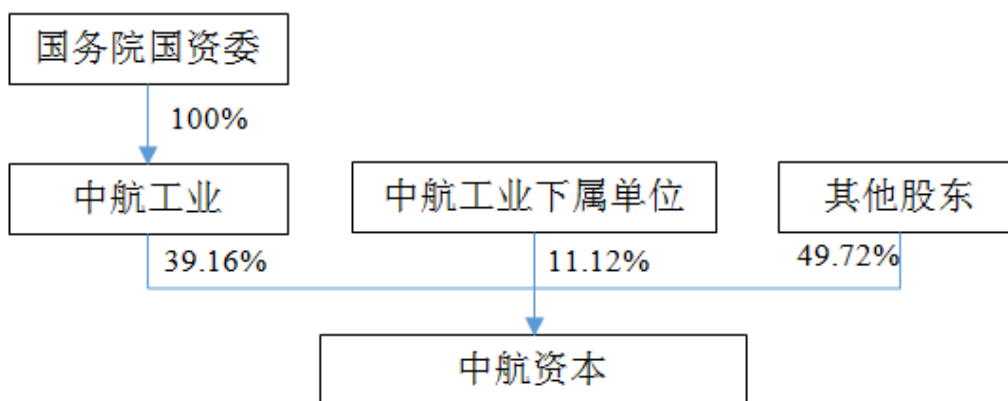 国务院国资委
100%
中航工业
中航工业下属单位
其他股东
39.16%
11.12%
49.72%
中航资本